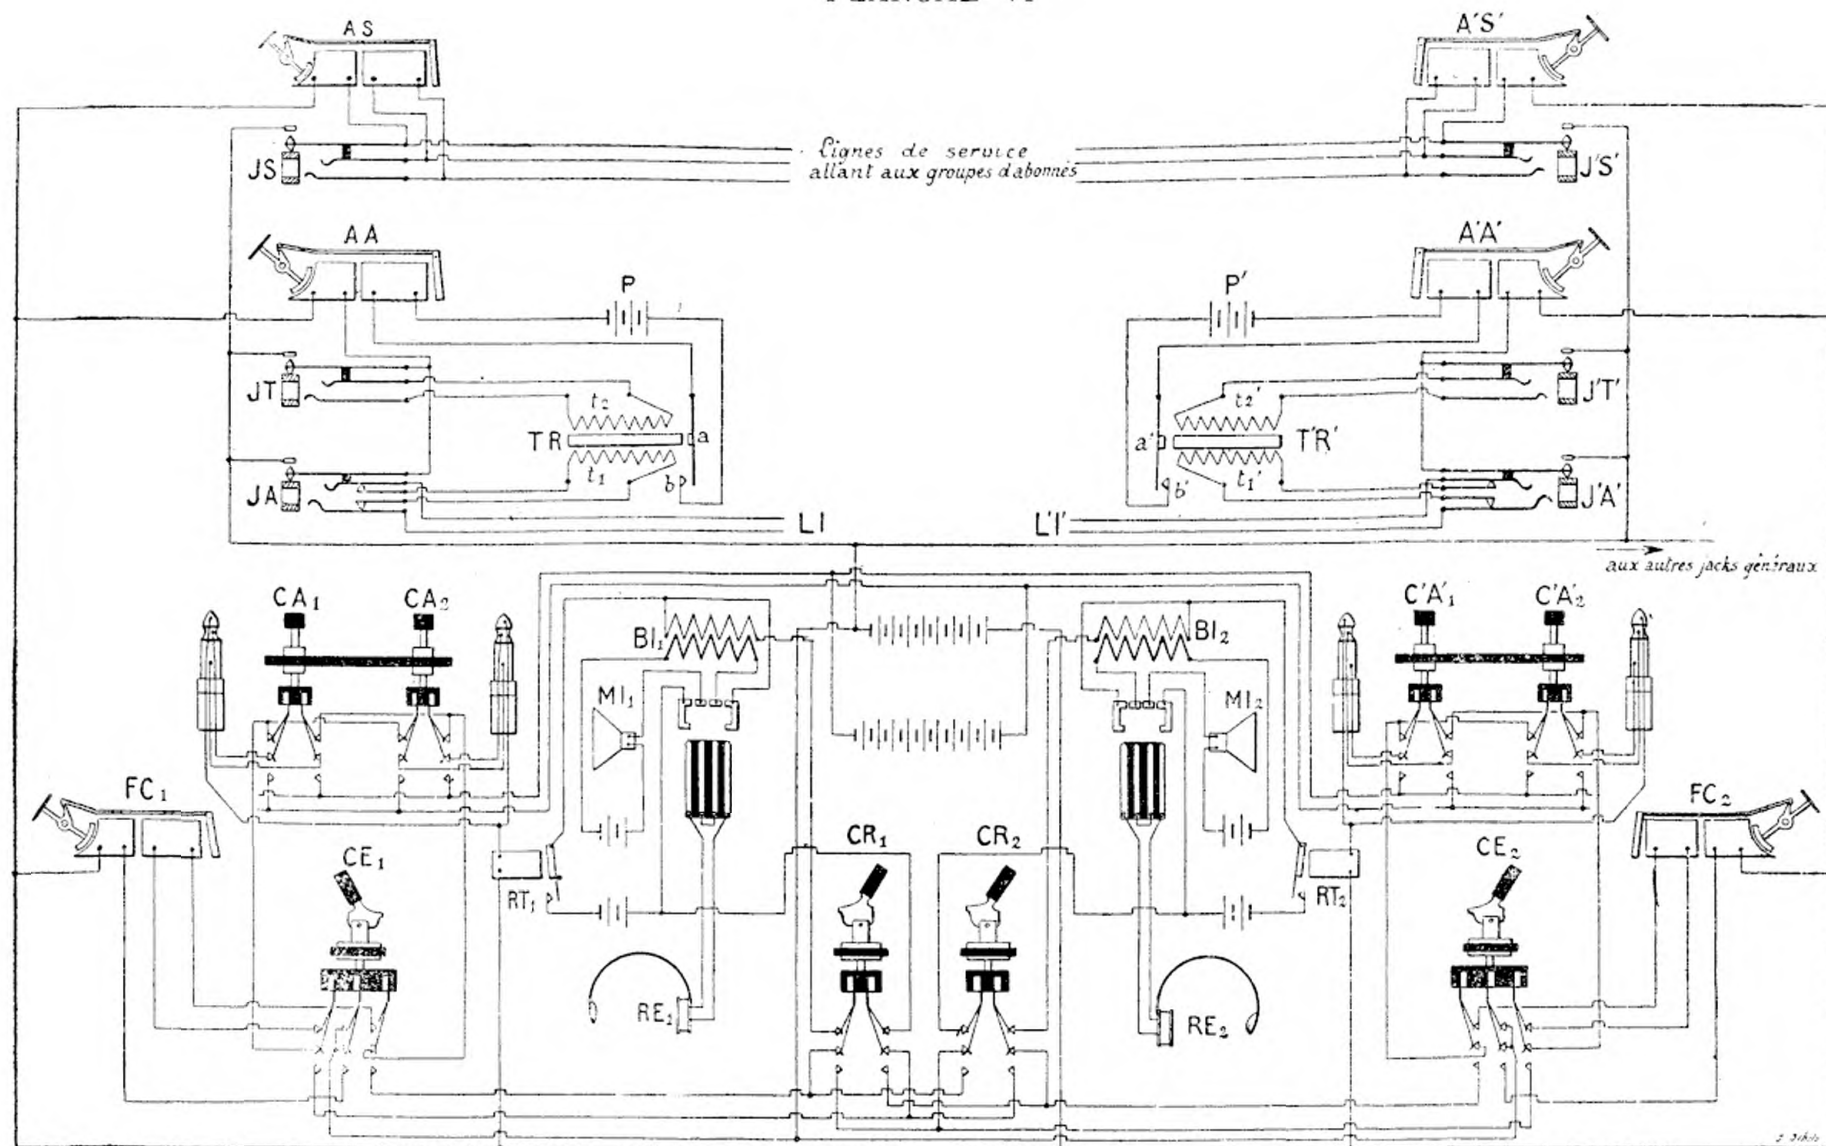 AS
A'S'
Lignes de service
allant aux groupes d'abonnés
JS
J'S'
AA
A'A'
P
P'
JT
J'T'
t2
t2'
TR
a
a'
T'R'
t1
b
b'
t1'
JA
J'A'
LI
L'I'
aux autres jacks généraux
CA1
CA2
C'A'1
C'A'2
BI1
BI2
MI1
MI2
FC1
FC2
CE1
CR1
CR2
CE2
RT1
RT2
RE1
RE2